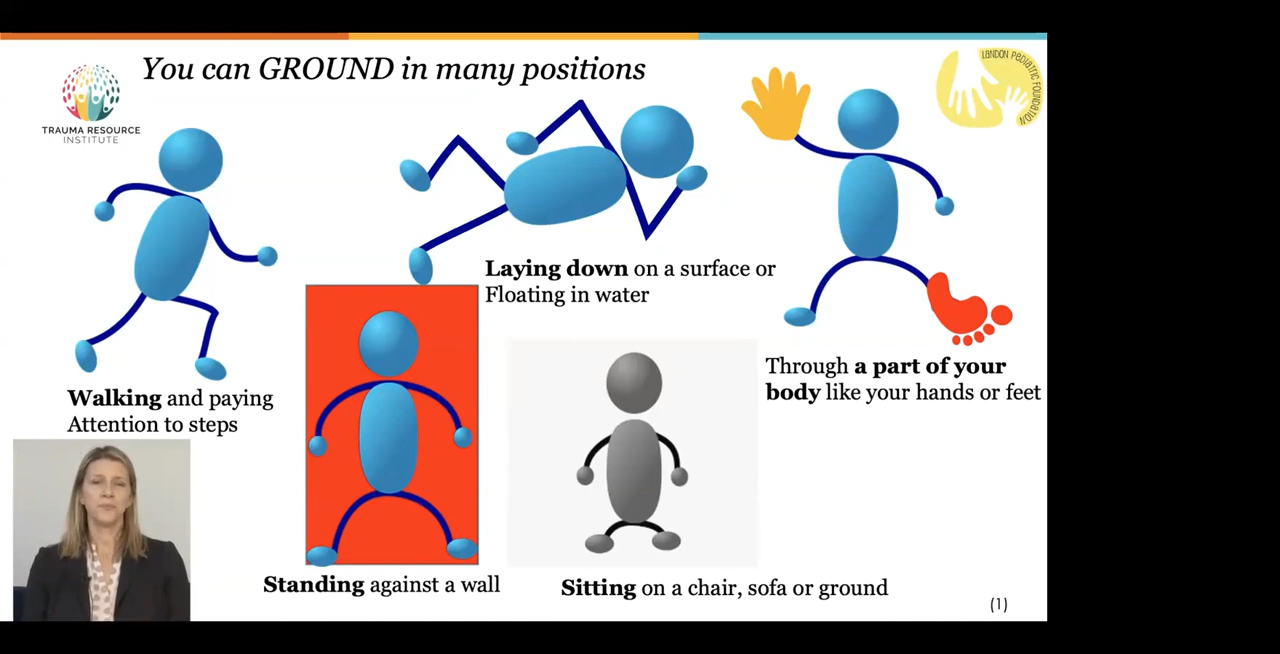 You can GROUND in many positions
TRAUMA RESOURCE
INSTITUTE
LANDON PEDIATRIC FOUNDATION
Laying down on a surface or
Floating in water
Through a part of your
body like your hands or feet
Walking and paying
Attention to steps
Standing against a wall
Sitting on a chair, sofa or ground
(1)